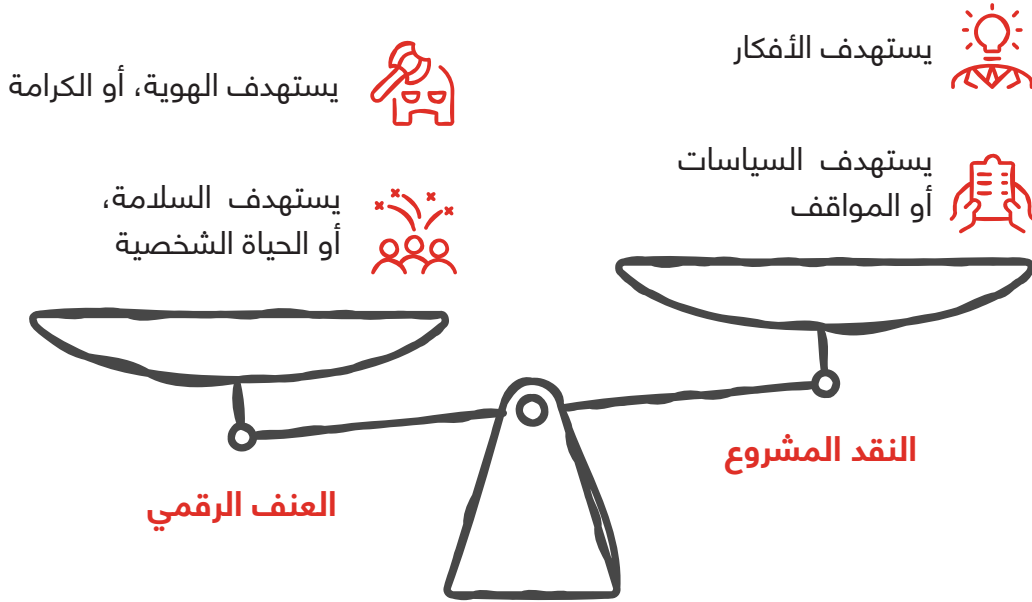 يستهدف الأفكار
يستهدف السياسات
أو المواقف
النقد المشروع
يستهدف الهوية، أو الكرامة
يستهدف السلامة،
أو الحياة الشخصية
العنف الرقمي